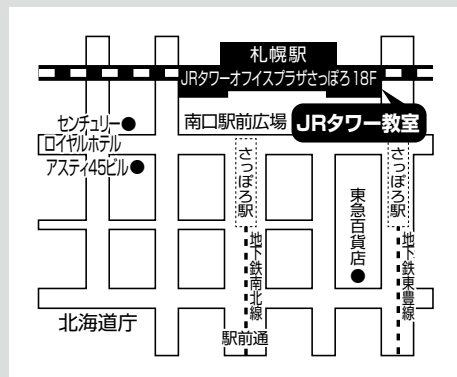 札幌駅
JRタワーオフィスプラザさっぽろ18F
JRタワー教室
南口駅前広場
センチュリー
ロイヤルホテル
アスティ45ビル
さっぽろ駅
さっぽろ駅
東急百貨店
地下鉄南北線
地下鉄東豊線
北海道庁
駅前通